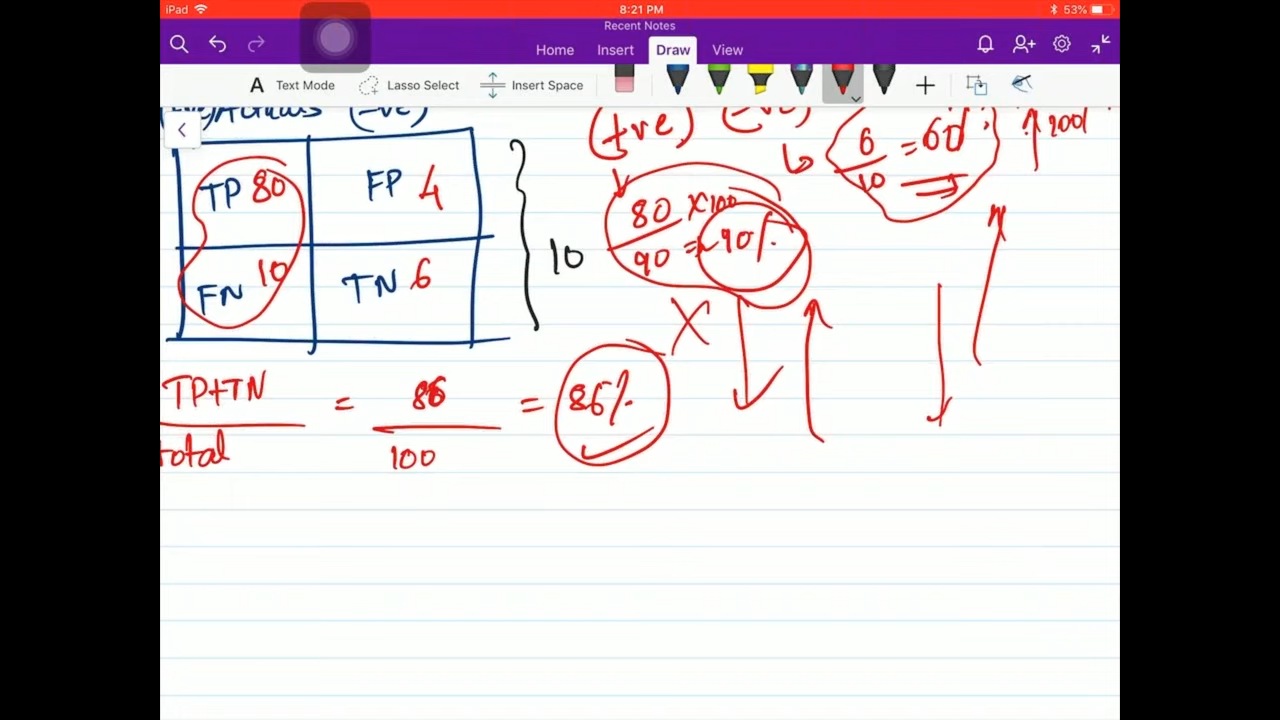 iPad 8:21 PM 53%
Recent Notes
Home Insert Draw View
A Text Mode Lasso Select Insert Space
(-ve)
(+ve) (-ve)
6/10 = 60%
TP 80 FP 4
80/90 × 100 = 90%
FN 10 TN 6
10
X
TP+TN = 86 = 86%
total 100